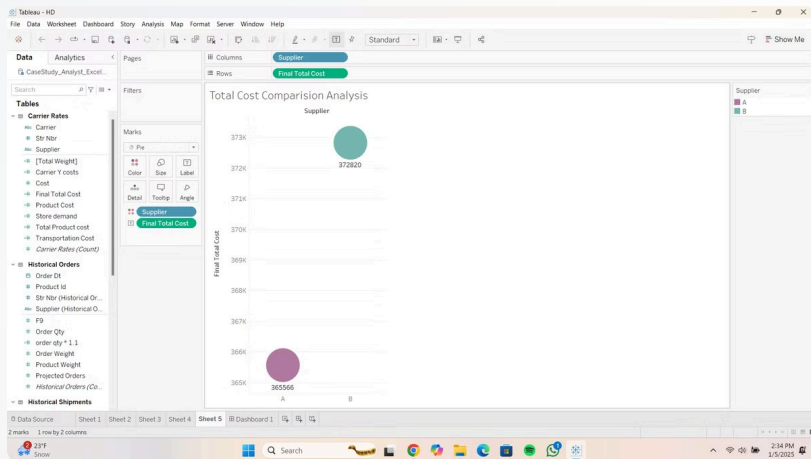 Tableau - HD
File Data Worksheet Dashboard Story Analysis Map Format Server Window Help
Standard
Show Me
Data Analytics
CaseStudy_Analyst_Excel...
Search
Tables
Carrier Rates
Abc Carrier
# Str Nbr
Abc Supplier
[Total Weight]
Carrier Y costs
# Cost
Final Total Cost
Product Cost
Store demand
Total Product cost
Transportation Cost
# Carrier Rates (Count)
Historical Orders
Order Dt
# Product Id
# Str Nbr (Historical Or...
Abc Supplier (Historical O...
# F9
# Order Qty
order qty * 1.1
# Order Weight
# Product Weight
# Projected Orders
# Historical Orders (Co...
Historical Shipments
Pages
Filters
Marks
Pie
Color Size Label
Detail Tooltip Angle
Supplier
Final Total Cost
Columns Supplier
Rows Final Total Cost
Total Cost Comparision Analysis
Supplier
373K
372K
371K
370K
369K
368K
367K
366K
365K
Final Total Cost
372820
365566
A B
Supplier
A
B
Data Source Sheet 1 Sheet 2 Sheet 3 Sheet 4 Sheet 5 Dashboard 1
2 marks 1 row by 2 columns
2
23°F
Snow
Search
2:34 PM
1/5/2025